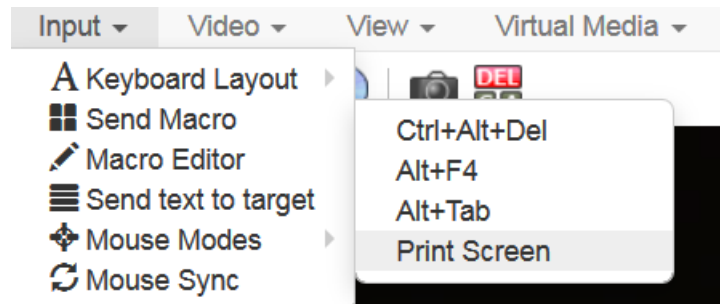 Input Video View Virtual Media
A Keyboard Layout
Send Macro
Macro Editor
Send text to target
Mouse Modes
Mouse Sync
DEL
Ctrl+Alt+Del
Alt+F4
Alt+Tab
Print Screen